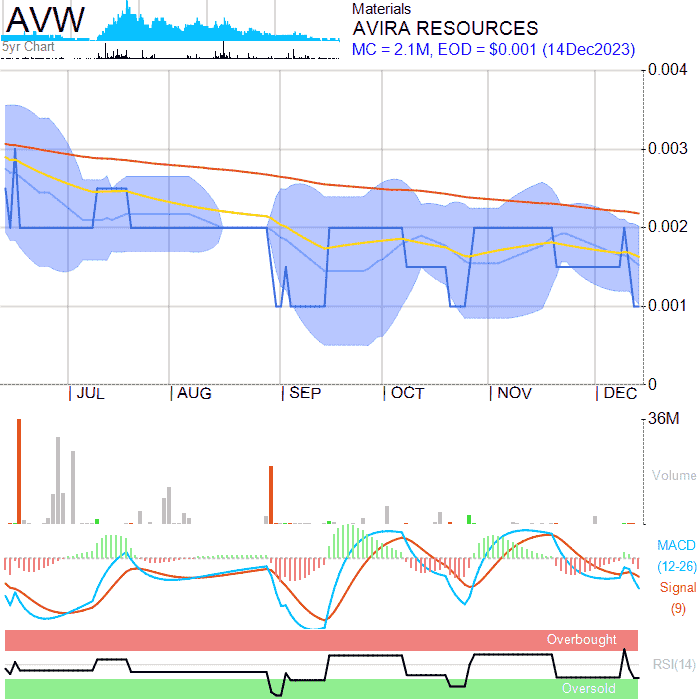 AVW
5yr Chart
Materials
AVIRA RESOURCES
MC = 2.1M, EOD = $0.001 (14Dec2023)
0.004
0.003
0.002
0.001
0
JUL AUG SEP OCT NOV DEC
36M
Volume
MACD
(12-26)
Signal
(9)
Overbought
RSI(14)
Oversold